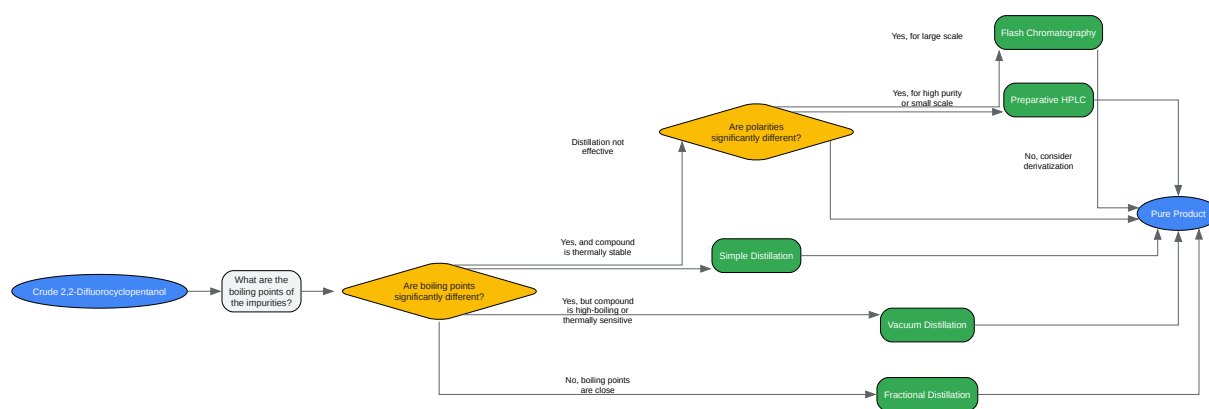 Crude 2,2-Difluorocyclopentanol
What are the
boiling points of
the impurities?
Are boiling points
significantly different?
Distillation not
effective
Yes, and compound
is thermally stable
Yes, but compound
is high-boiling or
thermally sensitive
No, boiling points
are close
Are polarities
significantly different?
Simple Distillation
Vacuum Distillation
Fractional Distillation
Yes, for large scale
Yes, for high purity
or small scale
No, consider
derivatization
Flash Chromatography
Preparative HPLC
Pure Product